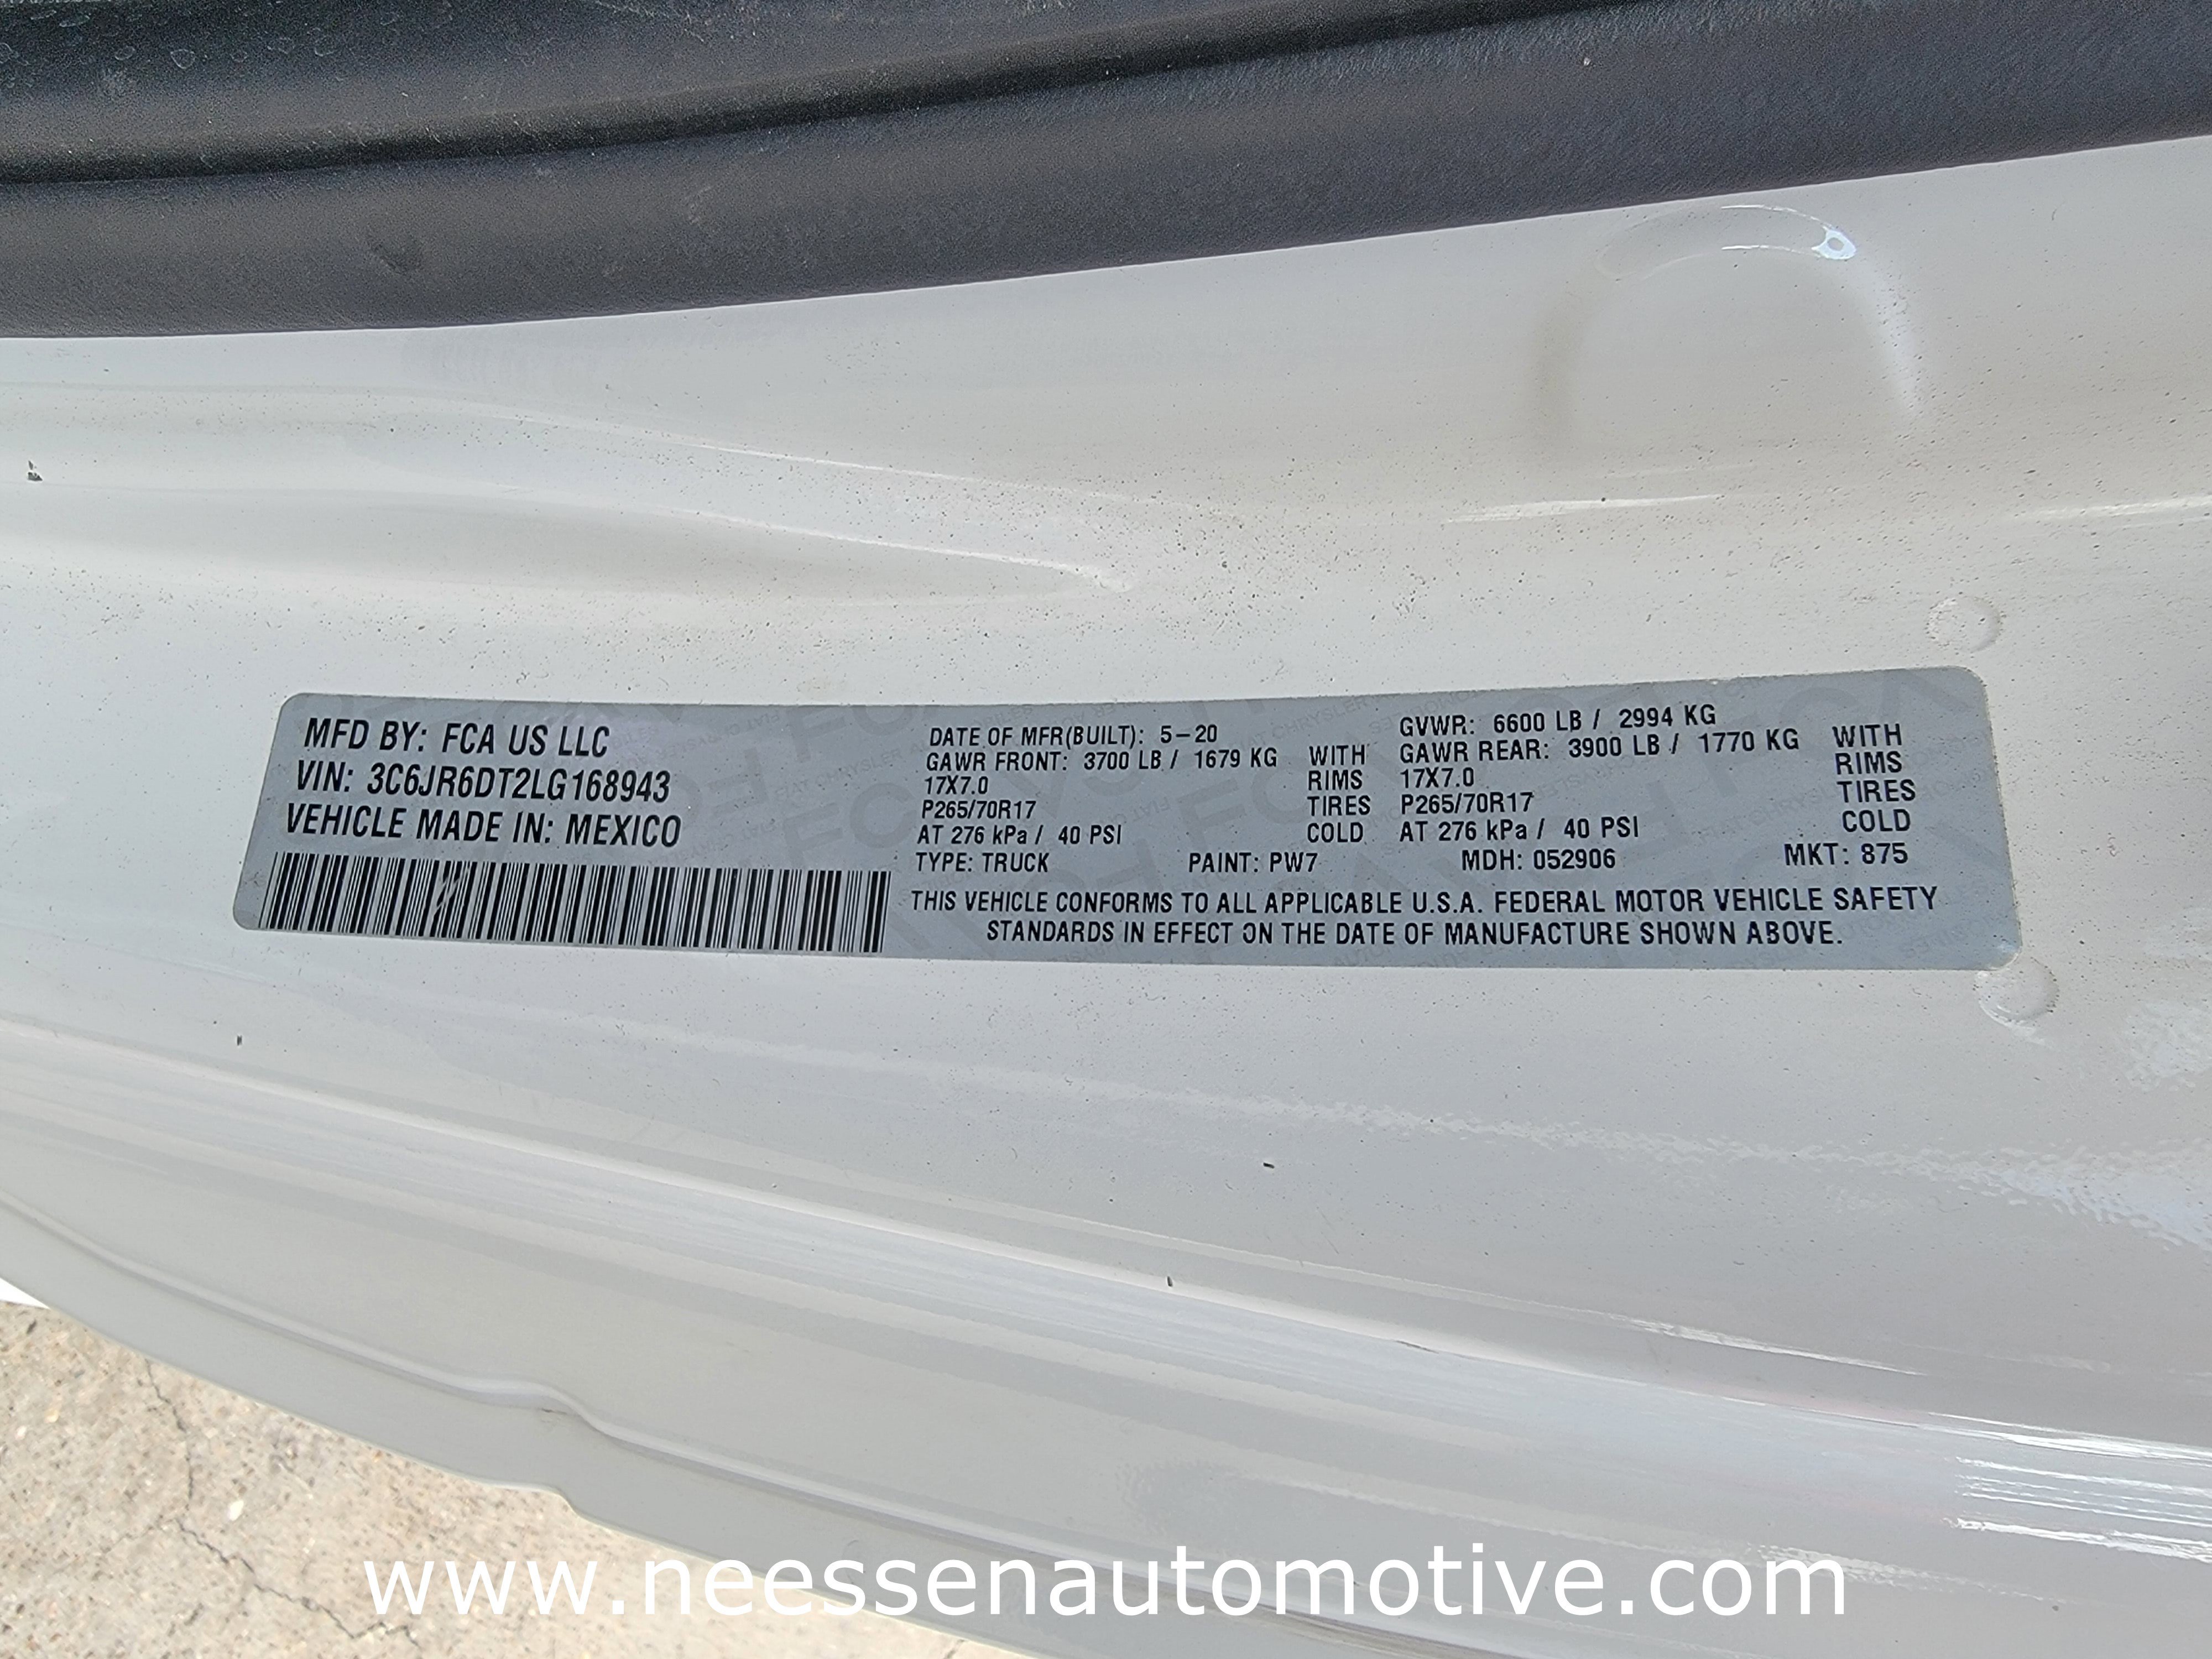 MFD BY: FCA US LLC
VIN: 3C6JR6DT2LG168943
VEHICLE MADE IN: MEXICO
DATE OF MFR(BUILT): 5-20
GAWR FRONT: 3700 LB / 1679 KG WITH
17X7.0 RIMS
P265/70R17 TIRES
AT 276 kPa / 40 PSI COLD
GVWR: 6600 LB / 2994 KG
GAWR REAR: 3900 LB / 1770 KG WITH
17X7.0 RIMS
P265/70R17 TIRES
AT 276 kPa / 40 PSI COLD
TYPE: TRUCK PAINT: PW7 MDH: 052906 MKT: 875
THIS VEHICLE CONFORMS TO ALL APPLICABLE U.S.A. FEDERAL MOTOR VEHICLE SAFETY
STANDARDS IN EFFECT ON THE DATE OF MANUFACTURE SHOWN ABOVE.
www.neessenautomotive.com